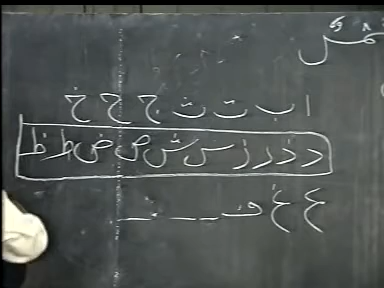 ا ب ت ث ج ح خ
د ذ ر ز س ش ص ض ط ظ
ع غ ف